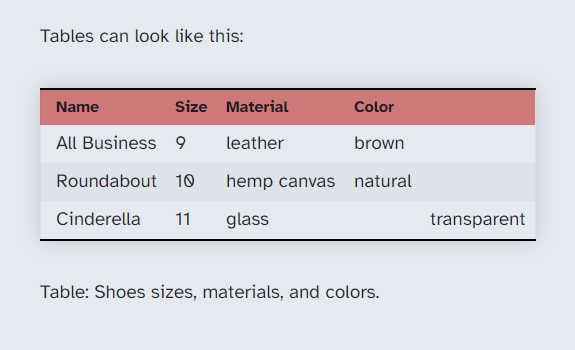 Tables can look like this:
Name Size Material Color
All Business 9 leather brown
Roundabout 10 hemp canvas natural
Cinderella 11 glass transparent
Table: Shoes sizes, materials, and colors.